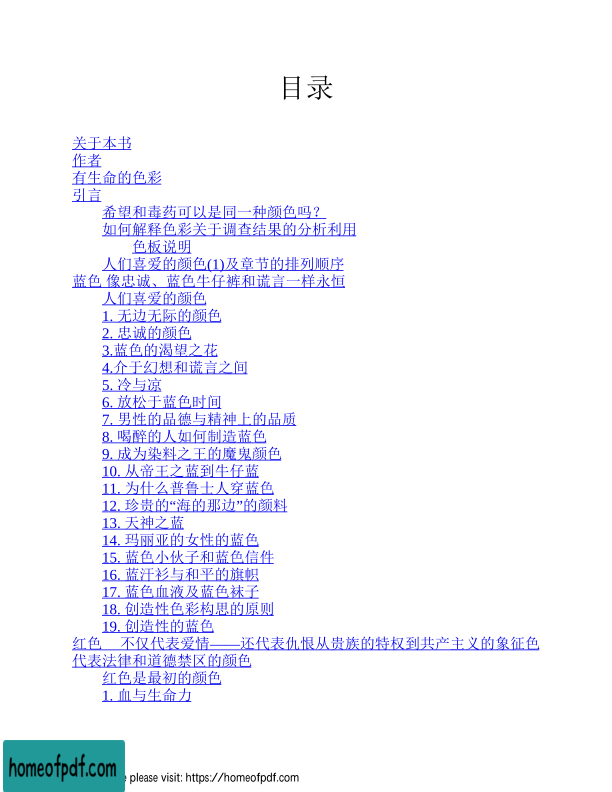 目录
关于本书
作者
有生命的色彩
引言
希望和毒药可以是同一种颜色吗？
如何解释色彩关于调查结果的分析利用
色板说明
人们喜爱的颜色(1)及章节的排列顺序
蓝色 像忠诚、蓝色牛仔裤和谎言一样永恒
人们喜爱的颜色
1. 无边无际的颜色
2. 忠诚的颜色
3.蓝色的渴望之花
4.介于幻想和谎言之间
5. 冷与凉
6. 放松于蓝色时间
7. 男性的品德与精神上的品质
8. 喝醉的人如何制造蓝色
9. 成为染料之王的魔鬼颜色
10. 从帝王之蓝到牛仔蓝
11. 为什么普鲁士人穿蓝色
12. 珍贵的“海的那边”的颜料
13. 天神之蓝
14. 玛丽亚的女性的蓝色
15. 蓝色小伙子和蓝色信件
16. 蓝汗衫与和平的旗帜
17. 蓝色血液及蓝色袜子
18. 创造性色彩构思的原则
19. 创造性的蓝色
红色 不仅代表爱情——还代表仇恨从贵族的特权到共产主义的象征色
代表法律和道德禁区的颜色
红色是最初的颜色
1. 血与生命力
homeofpdf.com
e please visit: https://homeofpdf.com